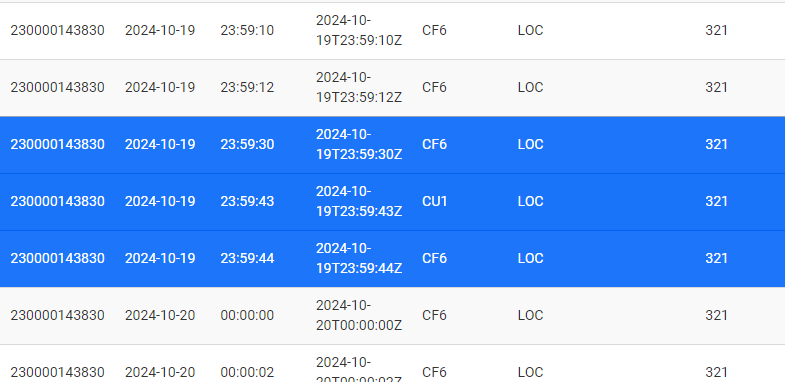 230000143830 2024-10-19 23:59:10 2024-10-
19T23:59:10Z CF6 LOC 321
230000143830 2024-10-19 23:59:12 2024-10-
19T23:59:12Z CF6 LOC 321
230000143830 2024-10-19 23:59:30 2024-10-
19T23:59:30Z CF6 LOC 321
230000143830 2024-10-19 23:59:43 2024-10-
19T23:59:43Z CU1 LOC 321
230000143830 2024-10-19 23:59:44 2024-10-
19T23:59:44Z CF6 LOC 321
230000143830 2024-10-20 00:00:00 2024-10-
20T00:00:00Z CF6 LOC 321
230000143830 2024-10-20 00:00:02 2024-10-
20T00:00:02Z CF6 LOC 321